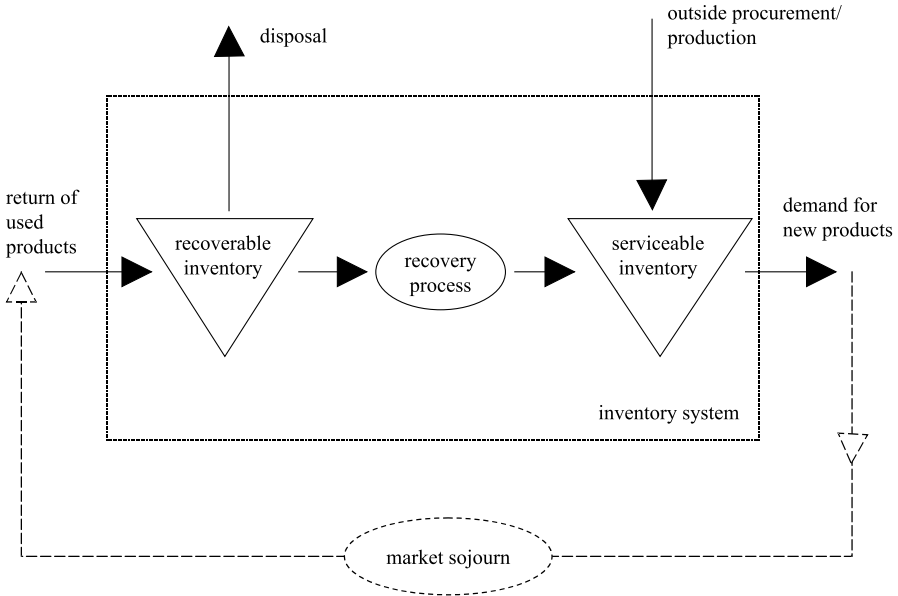 disposal
outside procurement/
production
return of
used
products
recoverable
inventory
recovery
process
serviceable
inventory
demand for
new products
inventory system
market sojourn